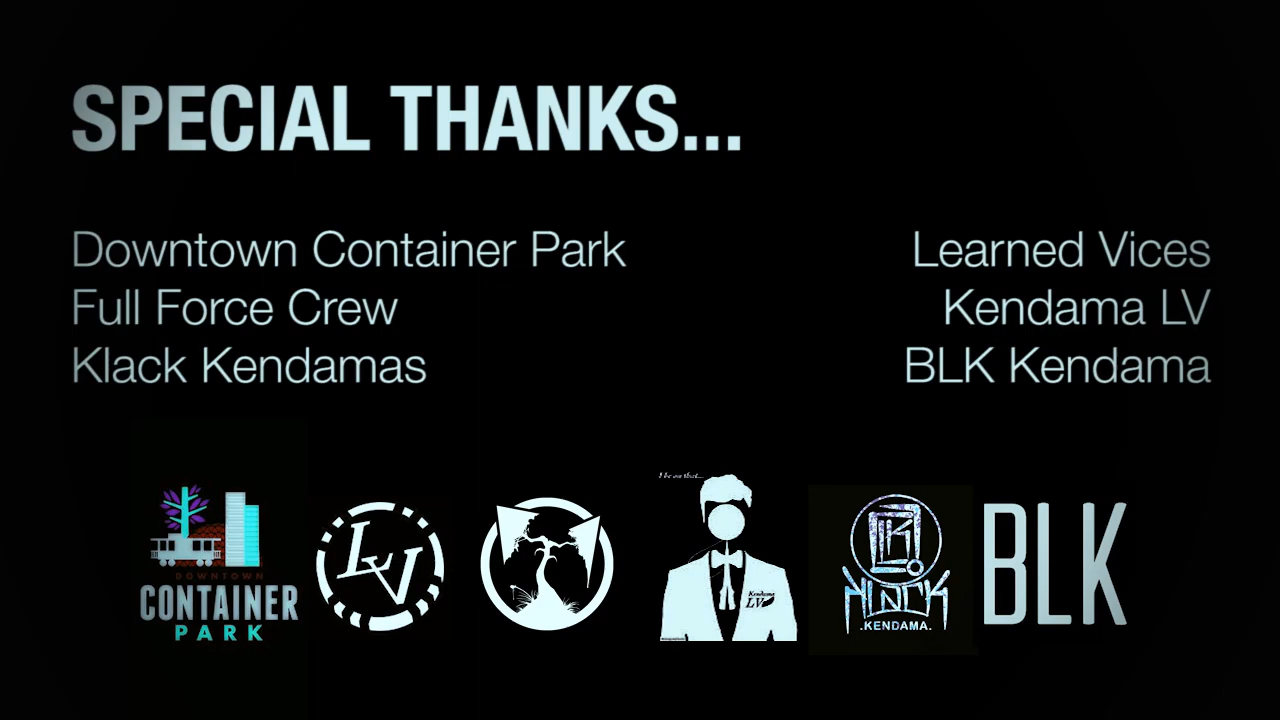 SPECIAL THANKS...
Downtown Container Park
Full Force Crew
Klack Kendamas
Learned Vices
Kendama LV
BLK Kendama
DOWNTOWN
CONTAINER
PARK
LV
Kendama
LV
KLACK
.KENDAMA.
BLK